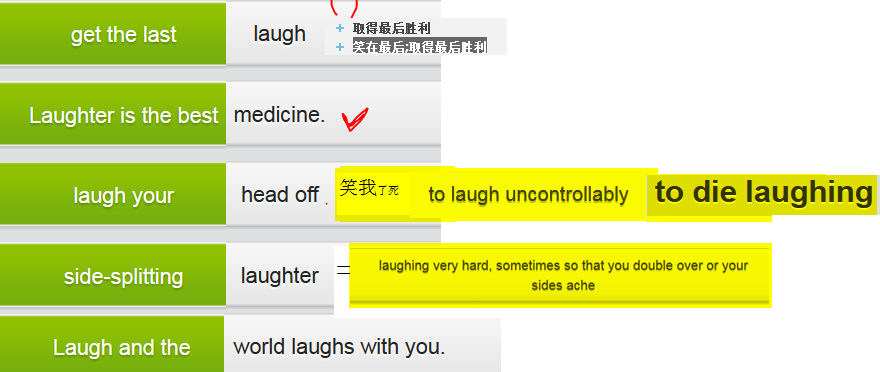 get the last laugh
取得最后胜利
笑在最后;取得最后胜利
Laughter is the best medicine.
laugh your head off . 笑我了死 to laugh uncontrollably to die laughing
side-splitting laughter = laughing very hard, sometimes so that you double over or your
sides ache
Laugh and the world laughs with you.